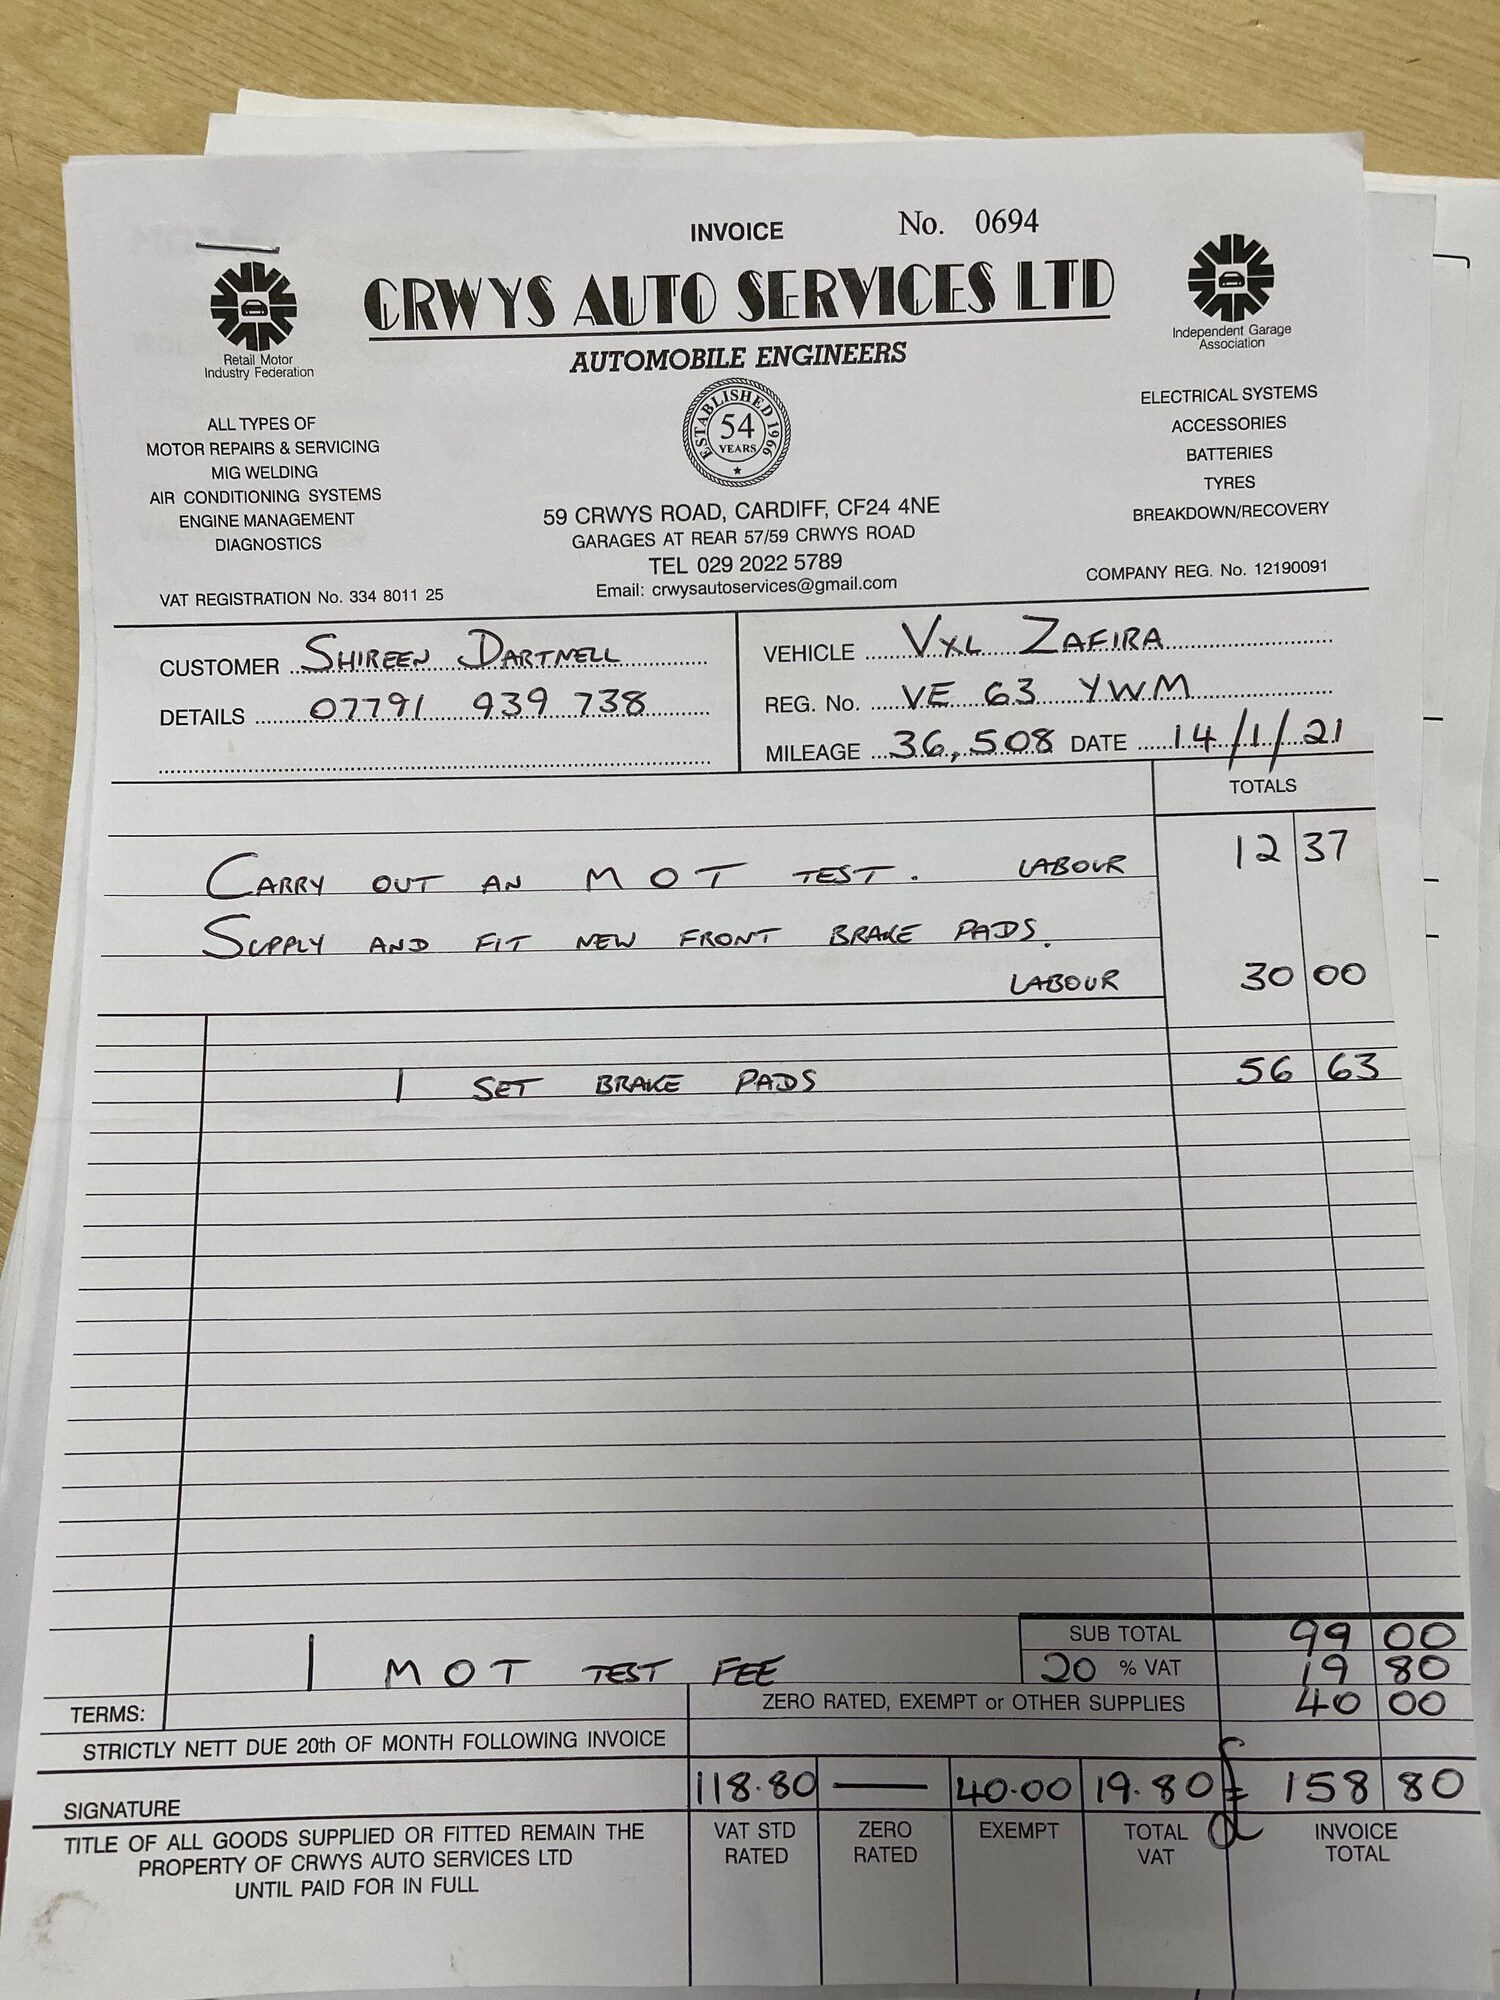 INVOICE No. 0694
CRWYS AUTO SERVICES LTD
AUTOMOBILE ENGINEERS
Retail Motor
Industry Federation
Independent Garage
Association
ESTABLISHED 1966
54
YEARS
ALL TYPES OF
MOTOR REPAIRS & SERVICING
MIG WELDING
AIR CONDITIONING SYSTEMS
ENGINE MANAGEMENT
DIAGNOSTICS
ELECTRICAL SYSTEMS
ACCESSORIES
BATTERIES
TYRES
BREAKDOWN/RECOVERY
59 CRWYS ROAD, CARDIFF, CF24 4NE
GARAGES AT REAR 57/59 CRWYS ROAD
TEL 029 2022 5789
Email: crwysautoservices@gmail.com
VAT REGISTRATION No. 334 8011 25
COMPANY REG. No. 12190091
CUSTOMER SHIREEN DARTNELL
DETAILS 07791 939 738
VEHICLE VXL ZAFIRA
REG. No. VE 63 YWM
MILEAGE 36,508 DATE 14/1/21
TOTALS
CARRY OUT AN MOT TEST. LABOUR 12 37
SUPPLY AND FIT NEW FRONT BRAKE PADS.
LABOUR 30 00
1 SET BRAKE PADS 56 63
SUB TOTAL 99 00
1 MOT TEST FEE 20 % VAT 19 80
TERMS: ZERO RATED, EXEMPT or OTHER SUPPLIES 40 00
STRICTLY NETT DUE 20th OF MONTH FOLLOWING INVOICE
SIGNATURE 118.80 — 40.00 19.80 £ 158 80
VAT STD RATED ZERO RATED EXEMPT TOTAL VAT INVOICE TOTAL
TITLE OF ALL GOODS SUPPLIED OR FITTED REMAIN THE
PROPERTY OF CRWYS AUTO SERVICES LTD
UNTIL PAID FOR IN FULL